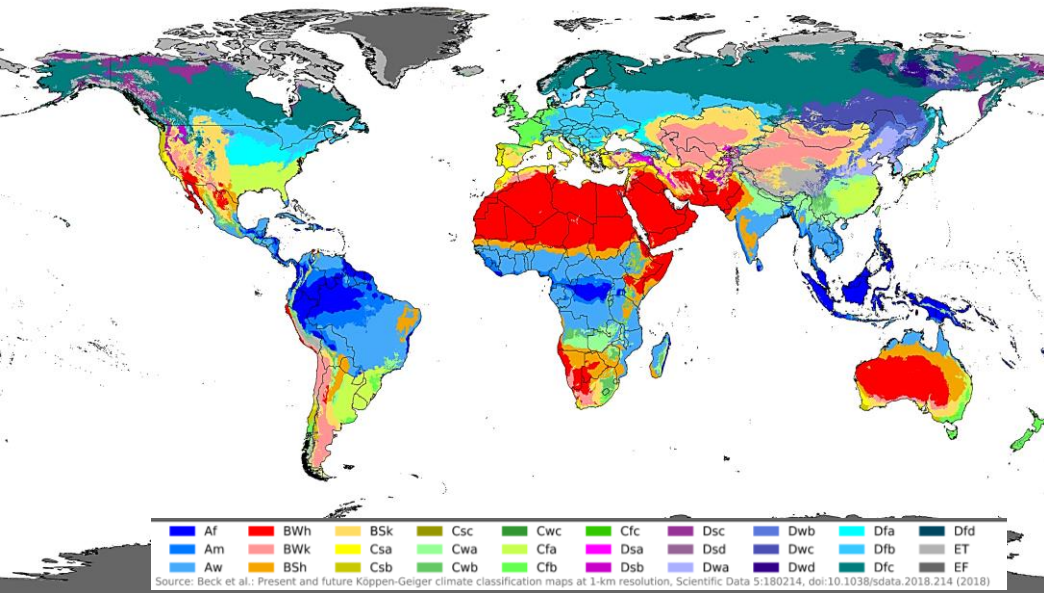 Af BWh BSk Csc Cwc Cfc Dsc Dwb Dfa Dfd
Am BWk Csa Cwa Cfa Dsa Dsd Dwc Dfb ET
Aw BSh Csb Cwb Cfb Dsb Dwa Dwd Dfc EF
Source: Beck et al.: Present and future Köppen-Geiger climate classification maps at 1-km resolution, Scientific Data 5:180214, doi:10.1038/sdata.2018.214 (2018)